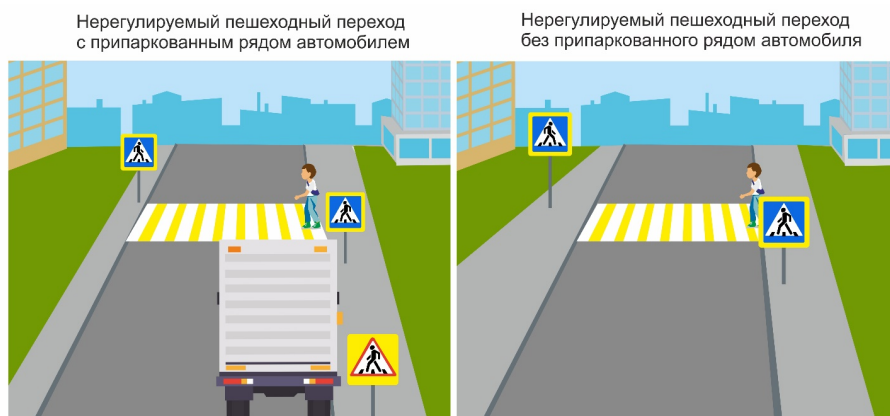 Нерегулируемый пешеходный переход
с припаркованным рядом автомобилем
Нерегулируемый пешеходный переход
без припаркованного рядом автомобиля